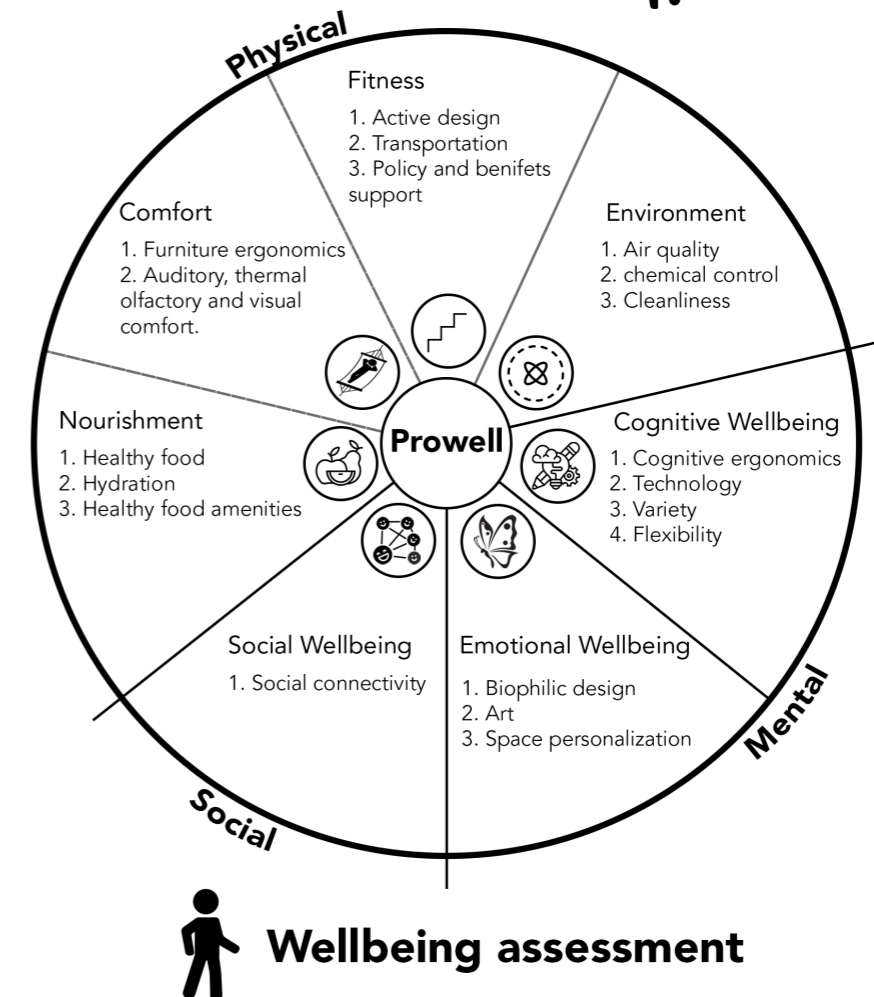 Physical
Fitness
1. Active design
2. Transportation
3. Policy and benifets
support
Comfort
1. Furniture ergonomics
2. Auditory, thermal
olfactory and visual
comfort.
Environment
1. Air quality
2. chemical control
3. Cleanliness
Nourishment
1. Healthy food
2. Hydration
3. Healthy food amenities
Prowell
Cognitive Wellbeing
1. Cognitive ergonomics
2. Technology
3. Variety
4. Flexibility
Social Wellbeing
1. Social connectivity
Emotional Wellbeing
1. Biophilic design
2. Art
3. Space personalization
Mental
Social
Wellbeing assessment